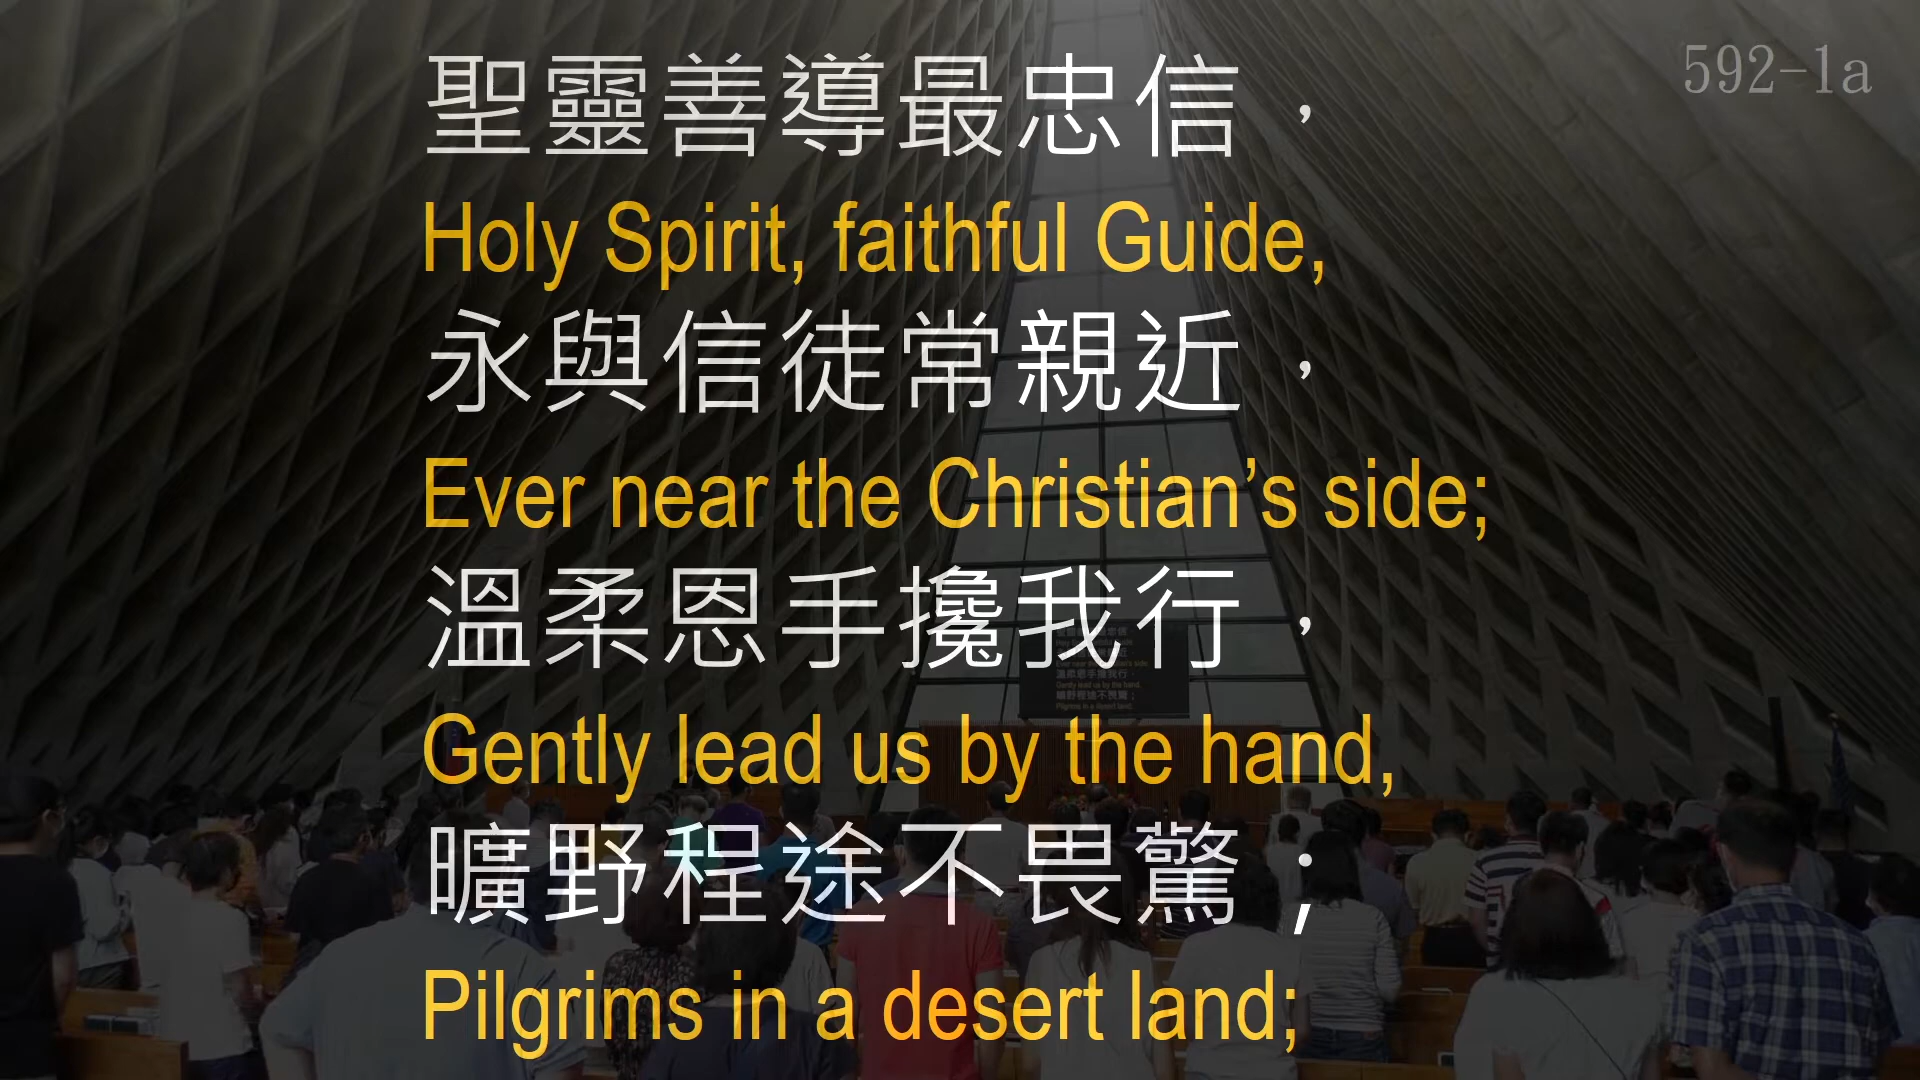 592-1a
聖靈善導最忠信，
Holy Spirit, faithful Guide,
永與信徒常親近，
Ever near the Christian’s side;
溫柔恩手攙我行，
Gently lead us by the hand,
曠野程途不畏驚；
Pilgrims in a desert land;